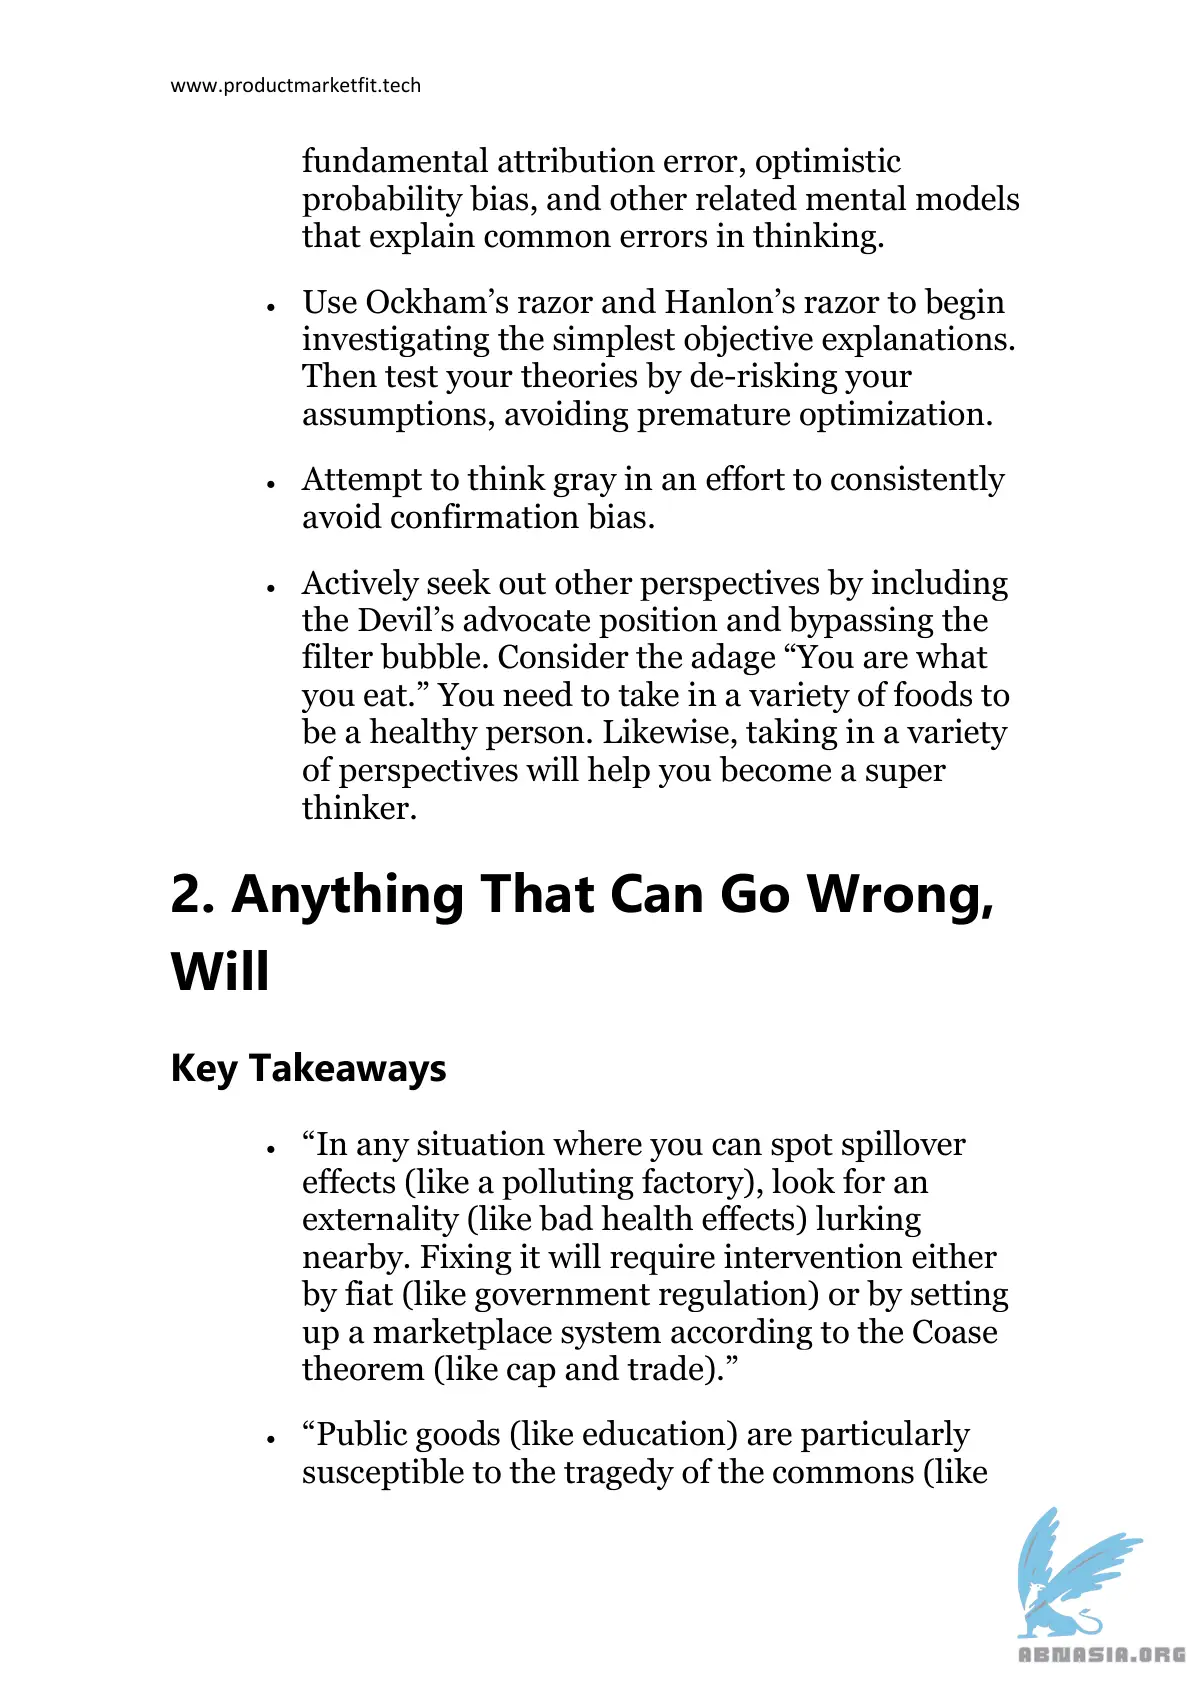 www.productmarketfit.tech
fundamental attribution error, optimistic
probability bias, and other related mental models
that explain common errors in thinking.
• Use Ockham’s razor and Hanlon’s razor to begin
investigating the simplest objective explanations.
Then test your theories by de-risking your
assumptions, avoiding premature optimization.
• Attempt to think gray in an effort to consistently
avoid confirmation bias.
• Actively seek out other perspectives by including
the Devil’s advocate position and bypassing the
filter bubble. Consider the adage “You are what
you eat.” You need to take in a variety of foods to
be a healthy person. Likewise, taking in a variety
of perspectives will help you become a super
thinker.
2. Anything That Can Go Wrong,
Will
Key Takeaways
• “In any situation where you can spot spillover
effects (like a polluting factory), look for an
externality (like bad health effects) lurking
nearby. Fixing it will require intervention either
by fiat (like government regulation) or by setting
up a marketplace system according to the Coase
theorem (like cap and trade).”
• “Public goods (like education) are particularly
susceptible to the tragedy of the commons (like
ABNASIA.ORG